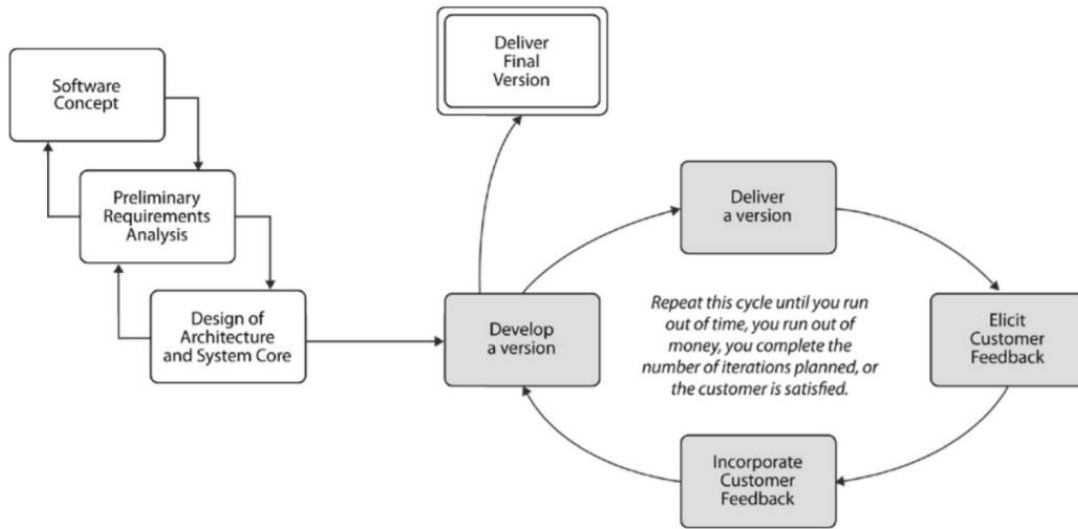 Software
Concept
Preliminary
Requirements
Analysis
Design of
Architecture
and System Core
Deliver
Final
Version
Develop
a version
Deliver
a version
Elicit
Customer
Feedback
Incorporate
Customer
Feedback
Repeat this cycle until you run
out of time, you run out of
money, you complete the
number of iterations planned, or
the customer is satisfied.